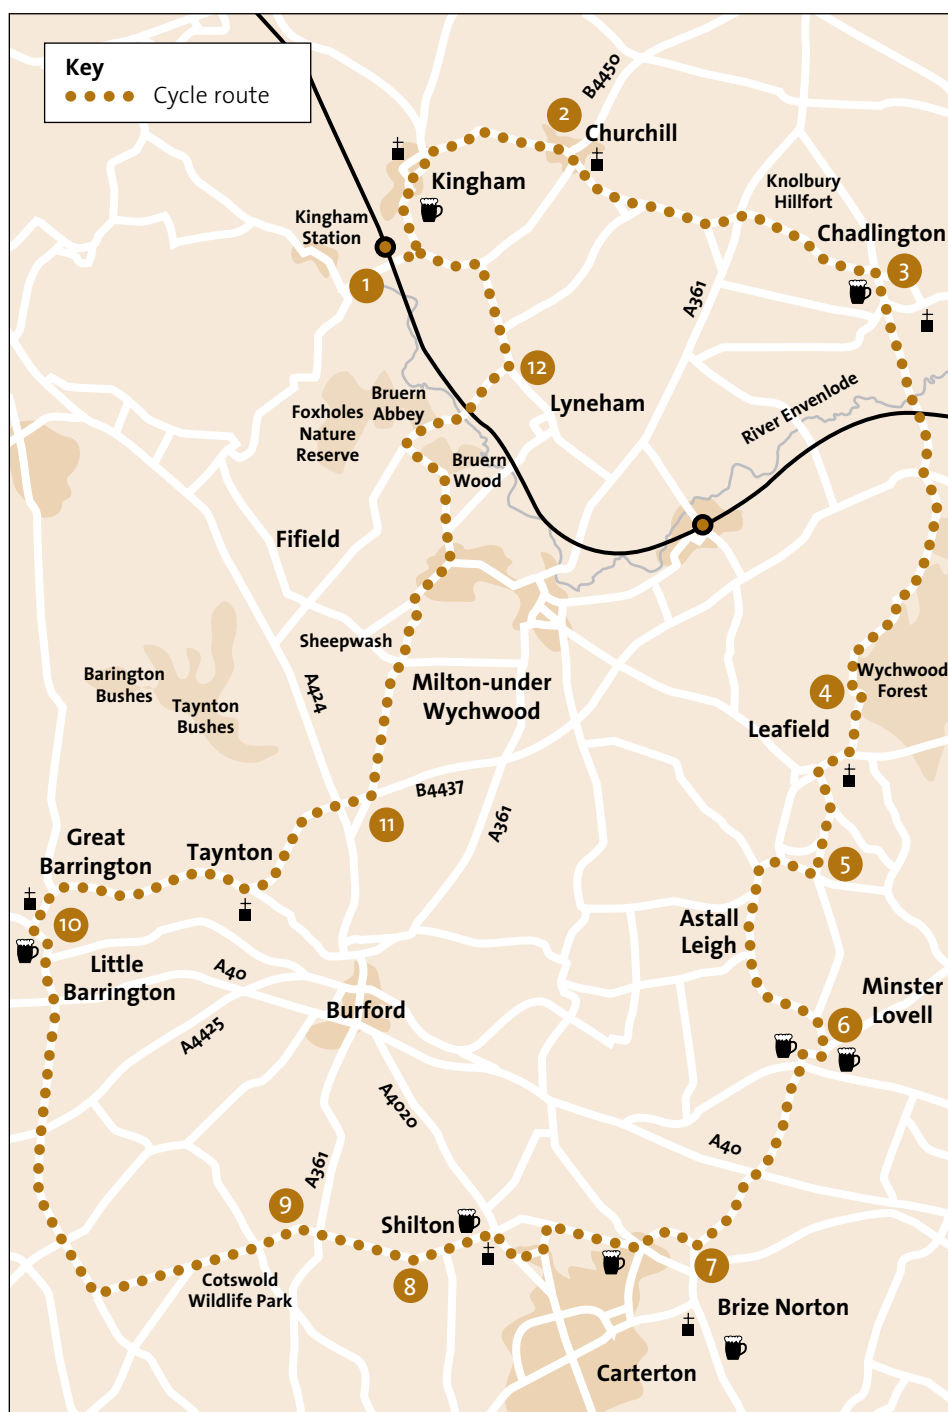 Key
Cycle route
B4450
2
Churchill
Kingham
Knolbury
Hillfort
Kingham
Station
Chadlington
3
1
A361
12
Lyneham
Bruern
Abbey
Foxholes
Nature
Reserve
River Envenlode
Bruern
Wood
Fifield
Sheepwash
Barington
Bushes
Taynton
Bushes
A424
Milton-under
Wychwood
Wychwood
Forest
4
Leafield
B4437
A361
11
Great
Barrington
Taynton
5
10
Astall
Leigh
Little
Barrington
A40
Minster
Lovell
6
Burford
A4425
A4020
A40
A361
9
Shilton
7
8
Cotswold
Wildlife Park
Brize Norton
Carterton